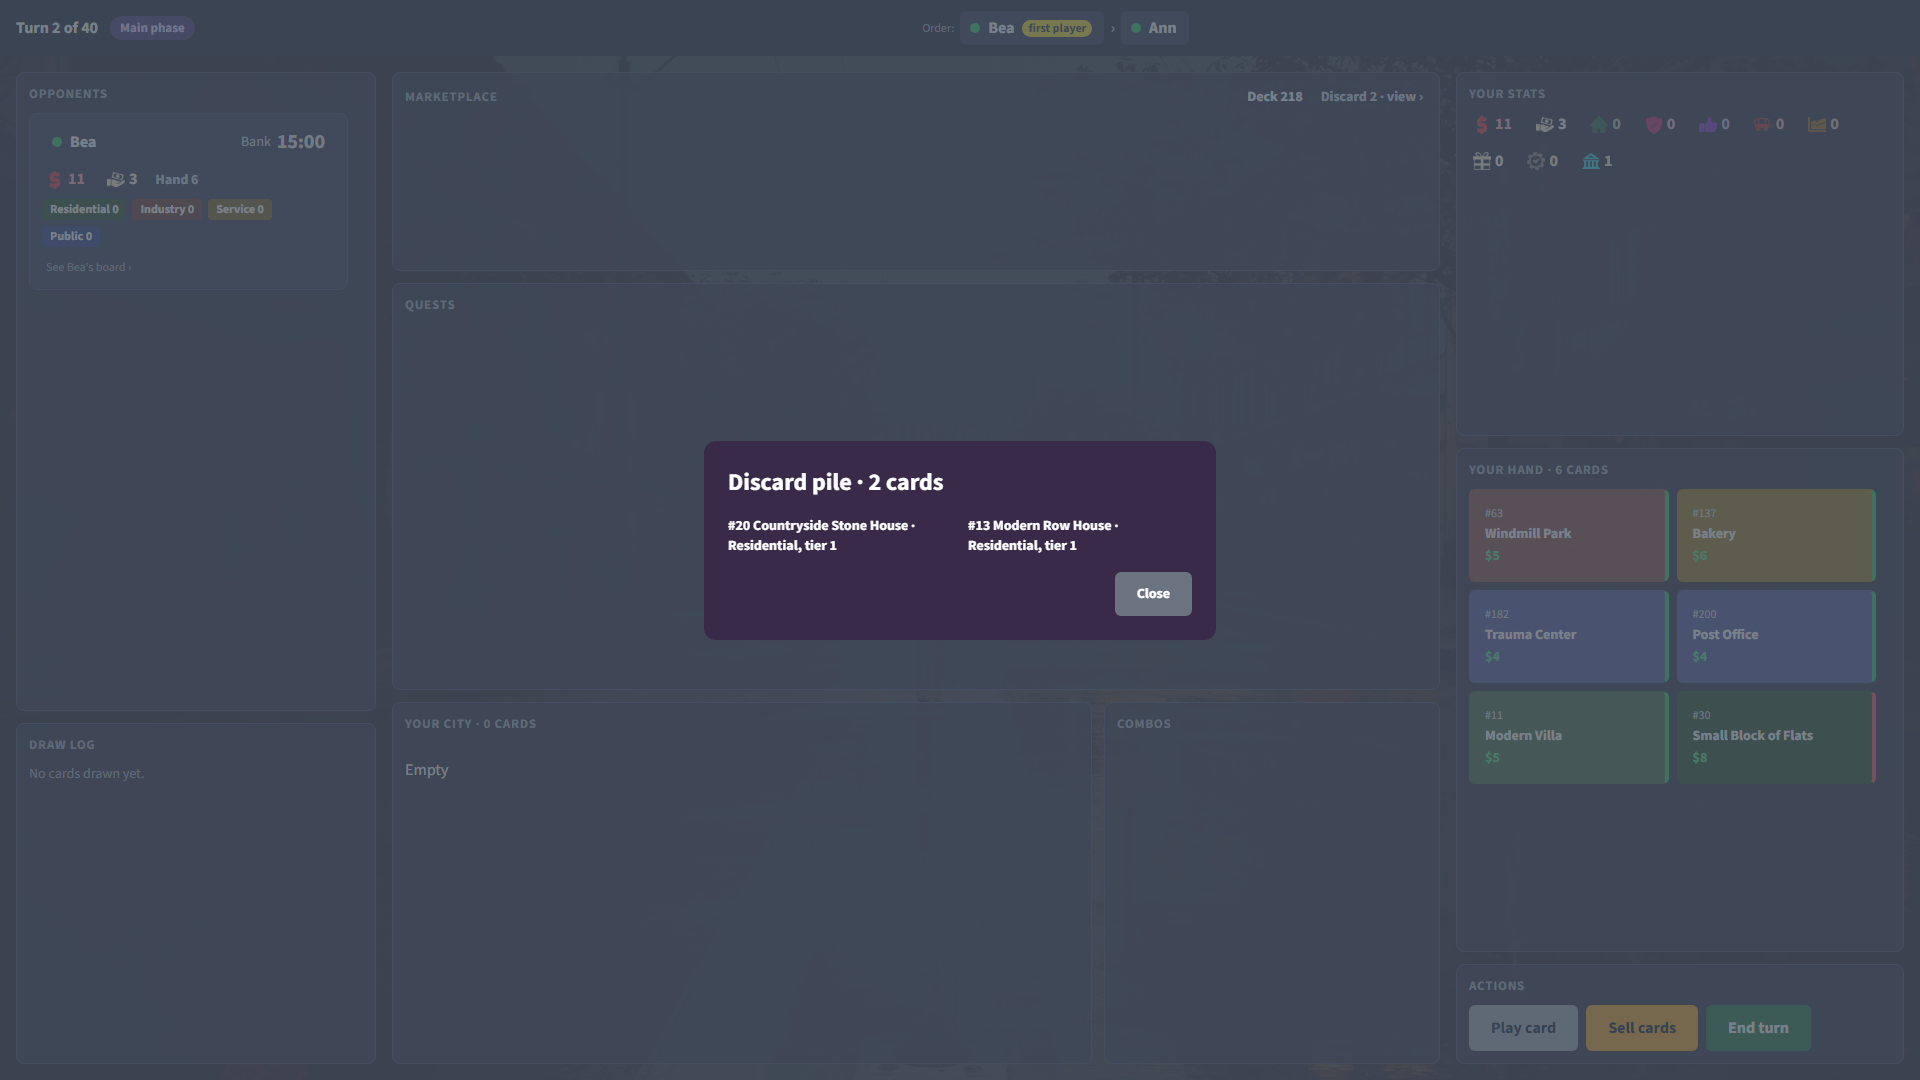 Turn 2 of 40 Main phase
Order: Bea first player › Ann
OPPONENTS
Bea Bank 15:00
11 3 Hand 6
Residential 0 Industry 0 Service 0
Public 0
See Bea's board ›
DRAW LOG
No cards drawn yet.
MARKETPLACE Deck 218 Discard 2 · view ›
QUESTS
Discard pile · 2 cards
#20 Countryside Stone House ·
Residential, tier 1
#13 Modern Row House ·
Residential, tier 1
Close
YOUR CITY · 0 CARDS
Empty
COMBOS
YOUR STATS
11 3 0 0 0 0 0
0 0 1
YOUR HAND · 6 CARDS
#63
Windmill Park
$5
#137
Bakery
$6
#182
Trauma Center
$4
#200
Post Office
$4
#11
Modern Villa
$5
#30
Small Block of Flats
$8
ACTIONS
Play card Sell cards End turn